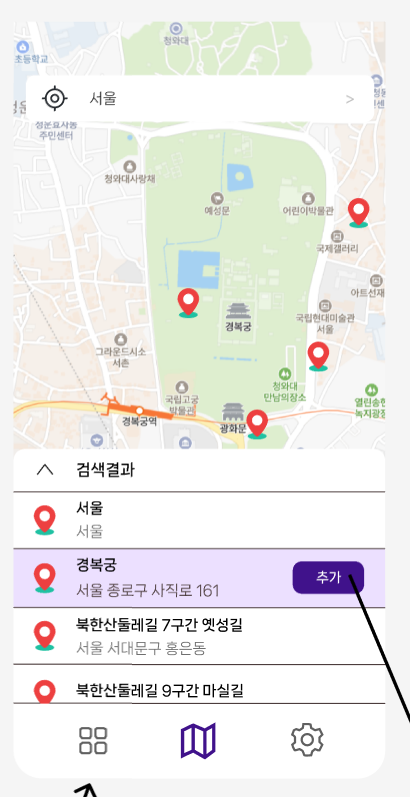 청와대
초등학교
서울
청운효자동
주민센터
청와대사랑채
예성문
어린이박물관
국제갤러리
아트선재
경복궁
국립현대미술관
서울
그라운드시소
서촌
국립고궁
박물관
청와대
만남의장소
열린송현
녹지광장
경복궁역
광화문
검색결과
서울
서울
경복궁
서울 종로구 사직로 161
추가
북한산둘레길 7구간 옛성길
서울 서대문구 홍은동
북한산둘레길 9구간 마실길